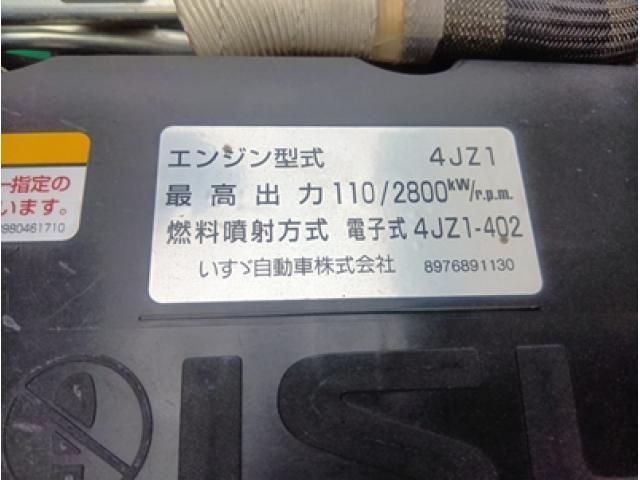 エンジン型式 4JZ1
最高出力 110/2800kW/r.p.m.
燃料噴射方式 電子式 4JZ1-402
いすゞ自動車株式会社 8976891130
指定の
います。
8980461710
ISU